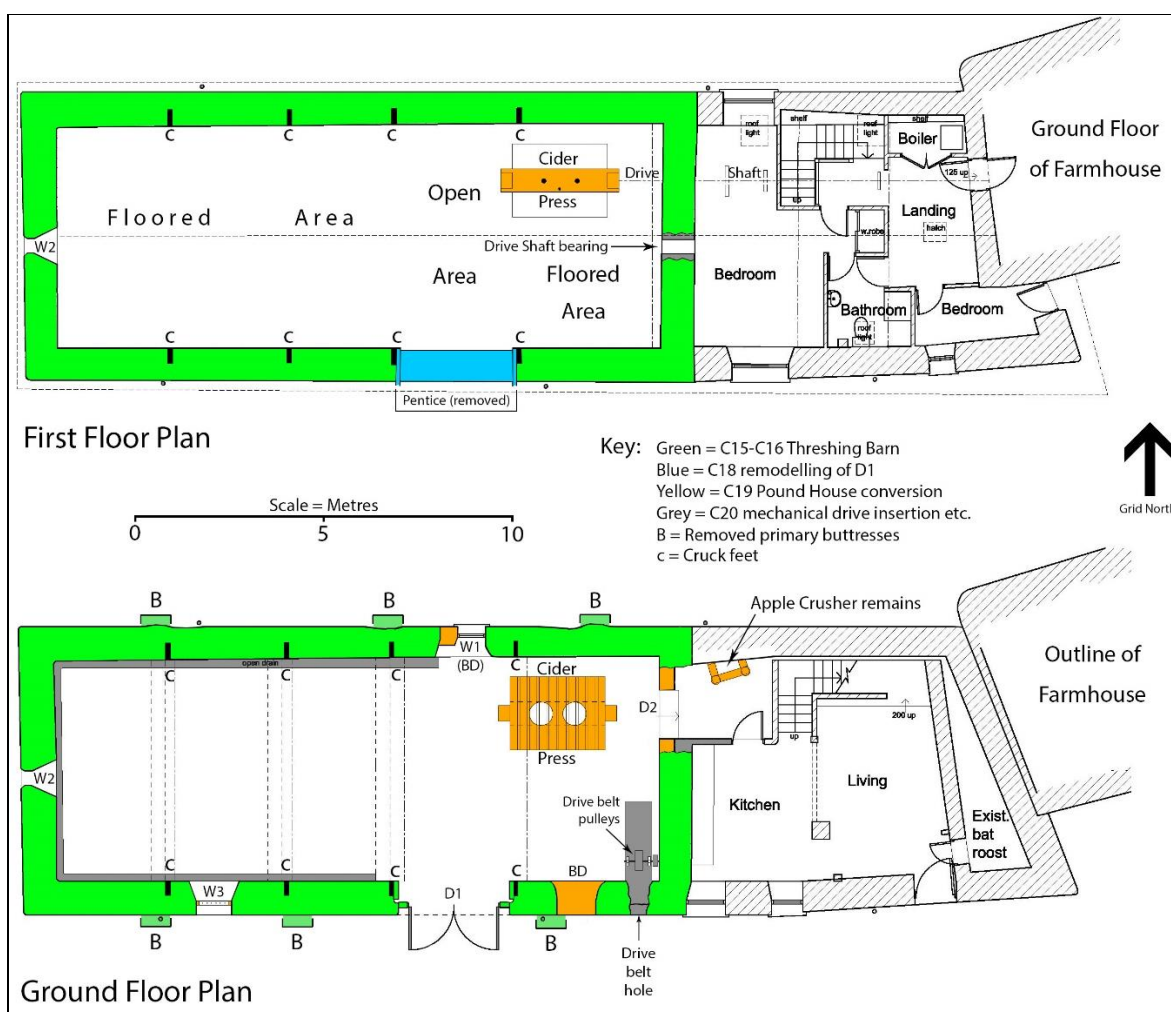 C
C
C
C
shelf
roof
light
roof
light
shelf
Boiler
Ground Floor
of Farmhouse
Cider
Press
Drive
Shaft
125 up
Open
Floored Area
W2
up
w.robe
Landing
hatch
Drive Shaft bearing
Area
Floored
Area
Bedroom
Bathroom
roof
light
Bedroom
C
C
C
C
Pentice (removed)
First Floor Plan
Key:
Green = C15-C16 Threshing Barn
Blue = C18 remodelling of D1
Yellow = C19 Pound House conversion
Grey = C20 mechanical drive insertion etc.
B = Removed primary buttresses
c = Cruck feet
Grid North
Scale = Metres
0
5
10
B
B
B
Apple Crusher remains
W1
(BD)
open drain
C
C
C
C
Cider
Press
D2
up
200 up
Outline of
Farmhouse
W2
Kitchen
Living
Exist.
bat
roost
Drive belt
pulleys
C
C
C
C
W3
D1
BD
B
B
B
Drive
belt
hole
Ground Floor Plan